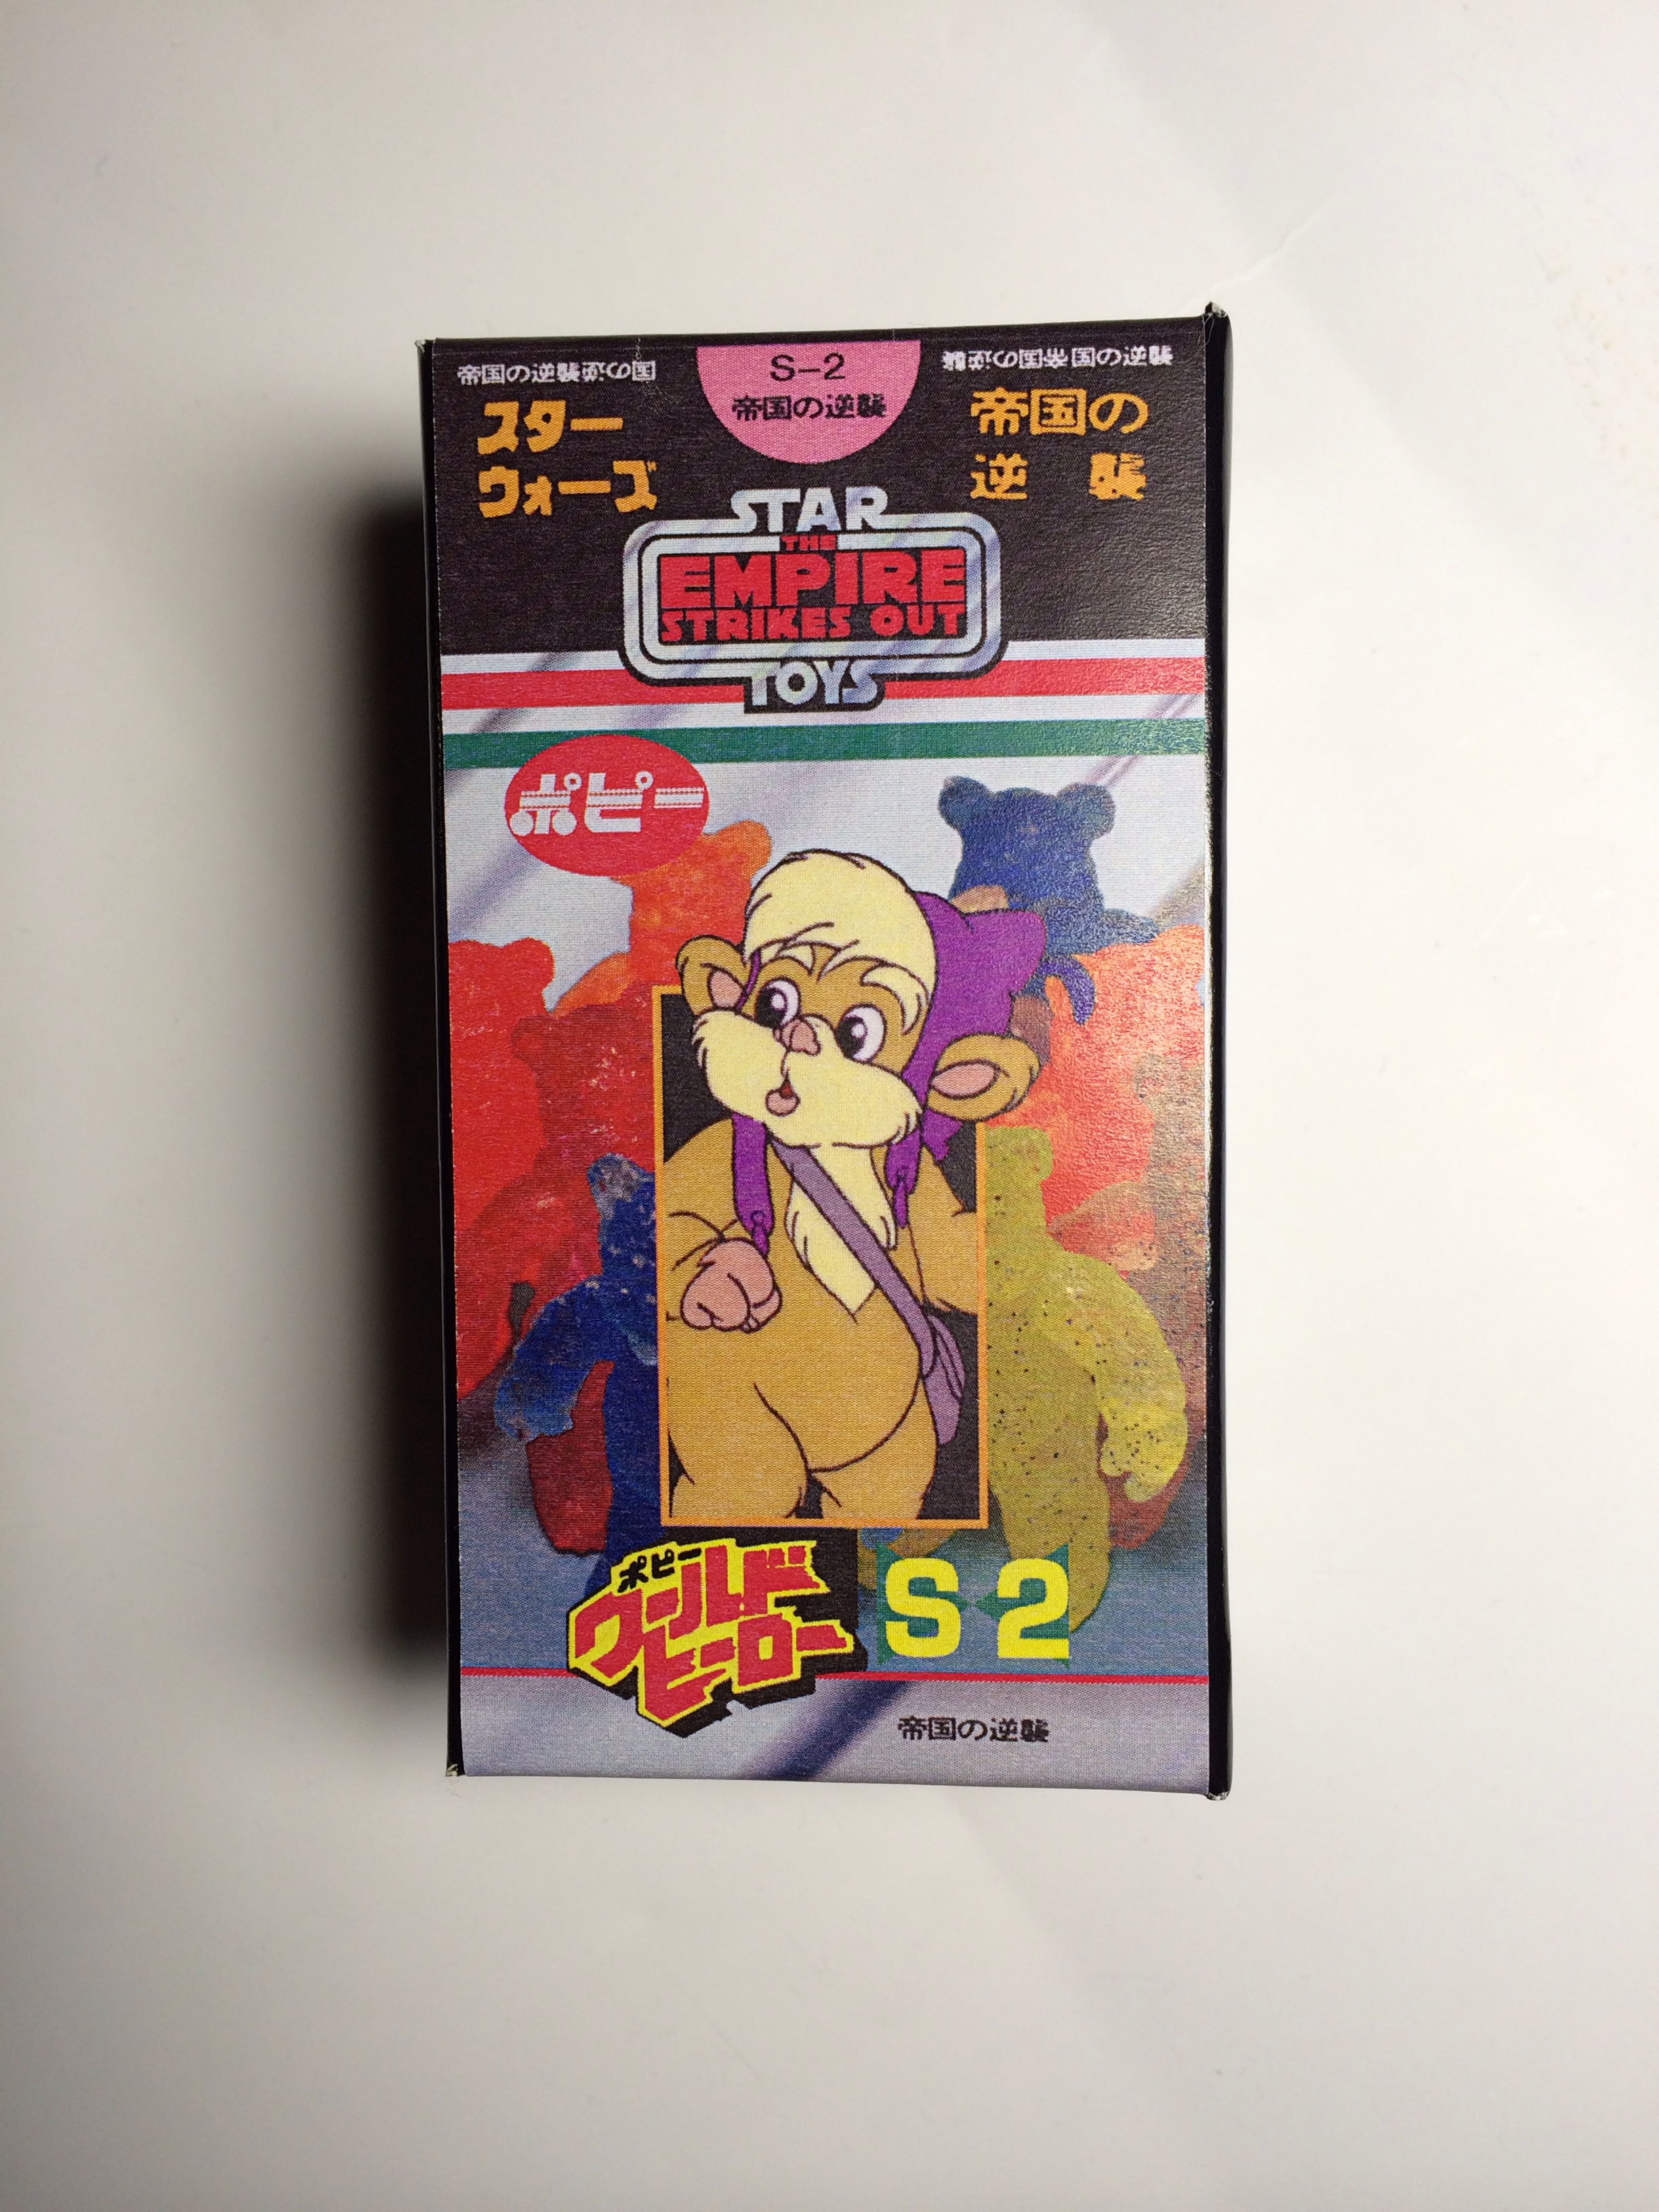 帝国の逆襲逆の国
S-2
帝国の逆襲
スター
ウォーズ
帝国の
逆 襲
STAR
THE
EMPIRE
STRIKES OUT
TOYS
ポピー
ポピー
ワールド
ヒーロー
S 2
帝国の逆襲